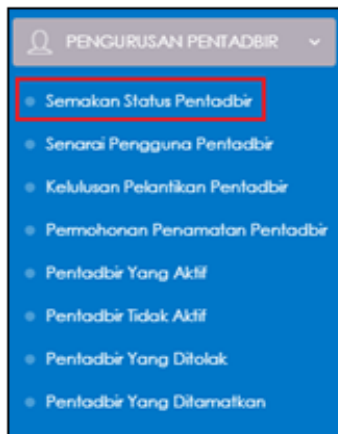 PENGURUSAN PENTADBIR
Semakan Status Pentadbir
Senarai Pengguna Pentadbir
Kelulusan Pelantikan Pentadbir
Permohonan Penamatan Pentadbir
Pentadbir Yang Aktif
Pentadbir Tidak Aktif
Pentadbir Yang Ditolak
Pentadbir Yang Ditamatkan